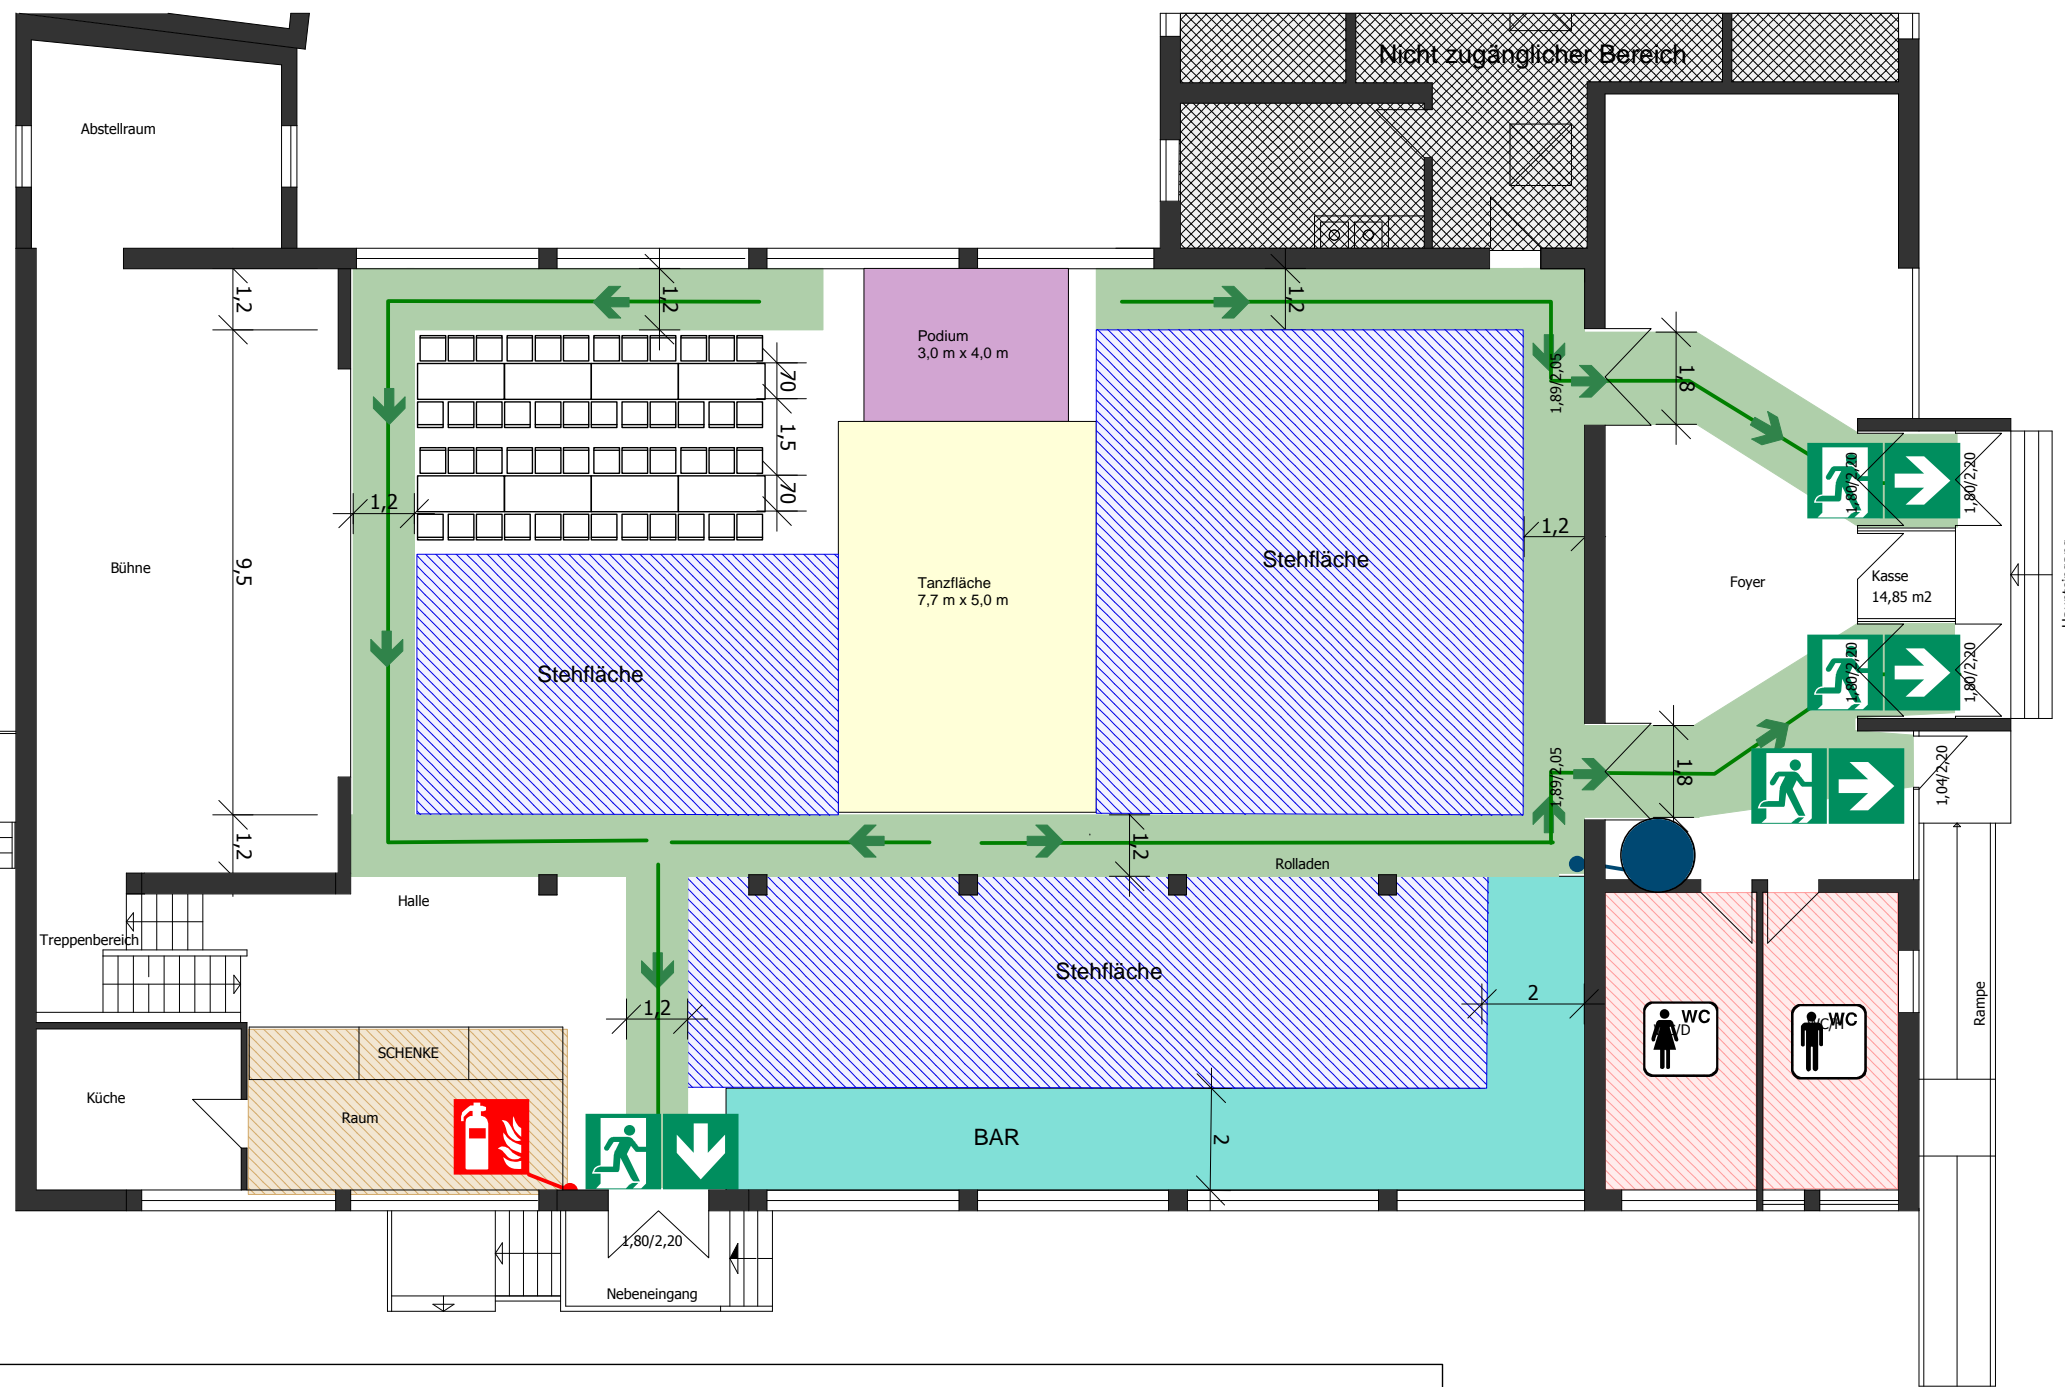 Nicht zugänglicher Bereich
Abstellraum
1,2
1,2
1,2
Podium
3,0 m x 4,0 m
70
1,5
70
1,89/2,05
1,8
1,80/2,20
1,80/2,20
1,2
1,2
9,5
Bühne
Stehfläche
Tanzfläche
7,7 m x 5,0 m
Foyer
Kasse
14,85 m2
Stehfläche
1,80/2,20
1,80/2,20
1,89/2,05
1,8
1,04/2,20
1,2
1,2
Rolladen
Halle
Treppenbereich
Stehfläche
1,2
2
Rampe
WC
WC
SCHENKE
Küche
Raum
BAR
2
1,80/2,20
Nebeneingang